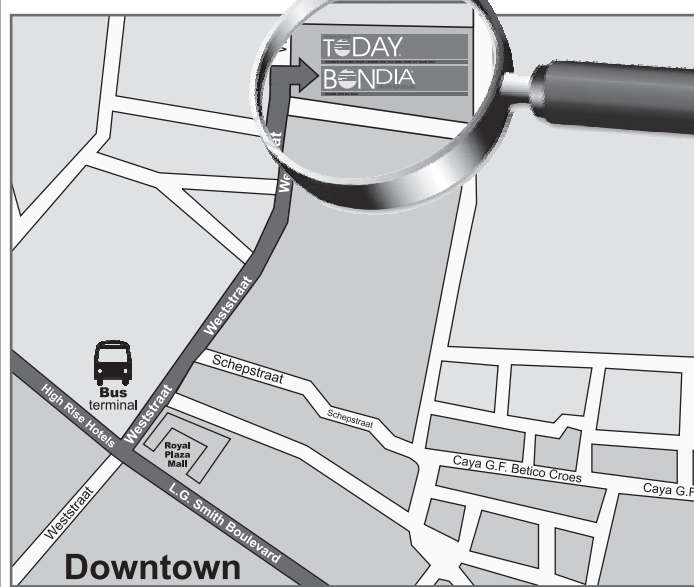 TODAY
BONDIA
Weststraat
Schepstraat
Schepstraat
Bus
terminal
High Rise Hotels
Weststraat
Royal
Plaza
Mall
Caya G.F. Betico Croes
Caya G.F
Weststraat
L.G. Smith Boulevard
Downtown